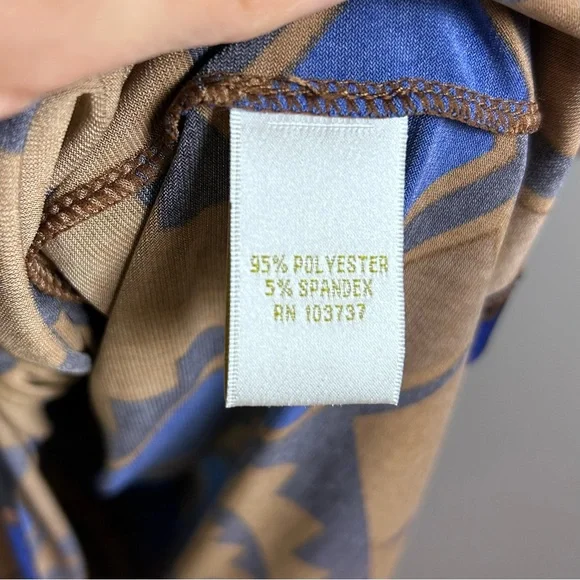 95% POLYESTER
5% SPANDEX
RN 103737